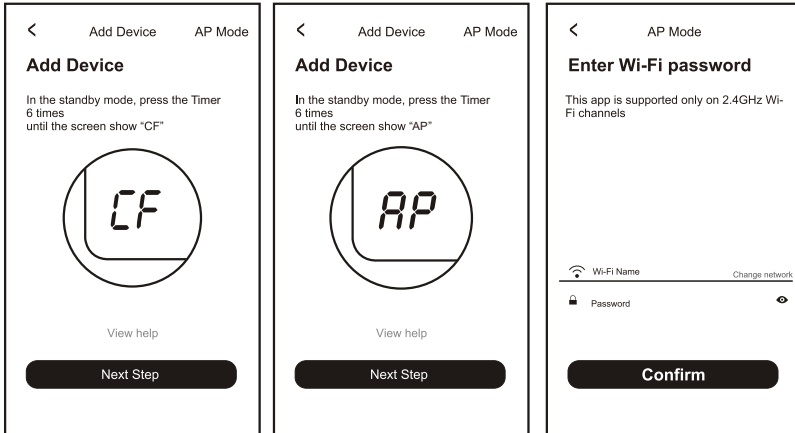 Add Device AP Mode
Add Device
In the standby mode, press the Timer
6 times
until the screen show “CF”
CF
View help
Next Step
Add Device AP Mode
Add Device
In the standby mode, press the Timer
6 times
until the screen show “AP”
AP
View help
Next Step
AP Mode
Enter Wi-Fi password
This app is supported only on 2.4GHz Wi-
Fi channels
Wi-Fi Name Change network
Password
Confirm